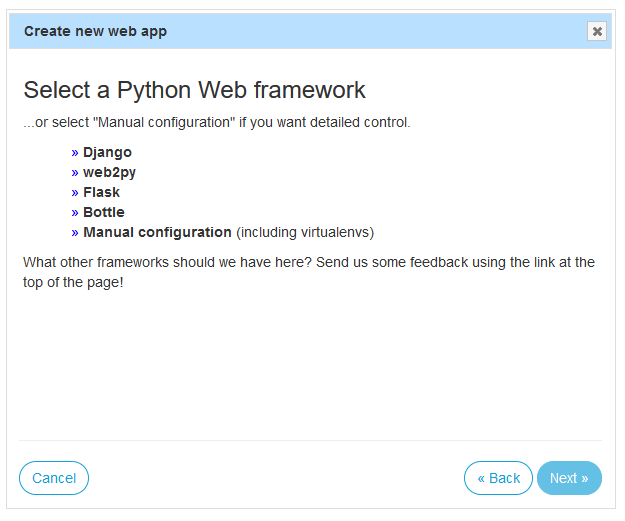 Create new web app
Select a Python Web framework
...or select "Manual configuration" if you want detailed control.
» Django
» web2py
» Flask
» Bottle
» Manual configuration (including virtualenvs)
What other frameworks should we have here? Send us some feedback using the link at the
top of the page!
Cancel
« Back
Next »